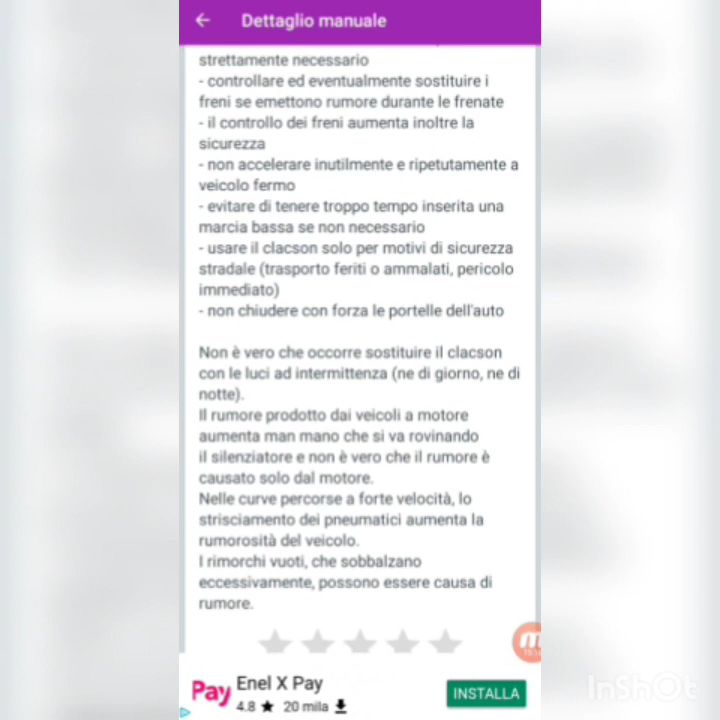 Dettaglio manuale
strettamente necessario
- controllare ed eventualmente sostituire i
freni se emettono rumore durante le frenate
- il controllo dei freni aumenta inoltre la
sicurezza
- non accelerare inutilmente e ripetutamente a
veicolo fermo
- evitare di tenere troppo tempo inserita una
marcia bassa se non necessario
- usare il clacson solo per motivi di sicurezza
stradale (trasporto feriti o ammalati, pericolo
immediato)
- non chiudere con forza le portelle dell'auto
Non è vero che occorre sostituire il clacson
con le luci ad intermittenza (ne di giorno, ne di
notte).
Il rumore prodotto dai veicoli a motore
aumenta man mano che si va rovinando
il silenziatore e non è vero che il rumore è
causato solo dal motore.
Nelle curve percorse a forte velocità, lo
strisciamento dei pneumatici aumenta la
rumorosità del veicolo.
I rimorchi vuoti, che sobbalzano
eccessivamente, possono essere causa di
rumore.
Pay Enel X Pay
4.8 ★ 20 mila
INSTALLA
InShOt